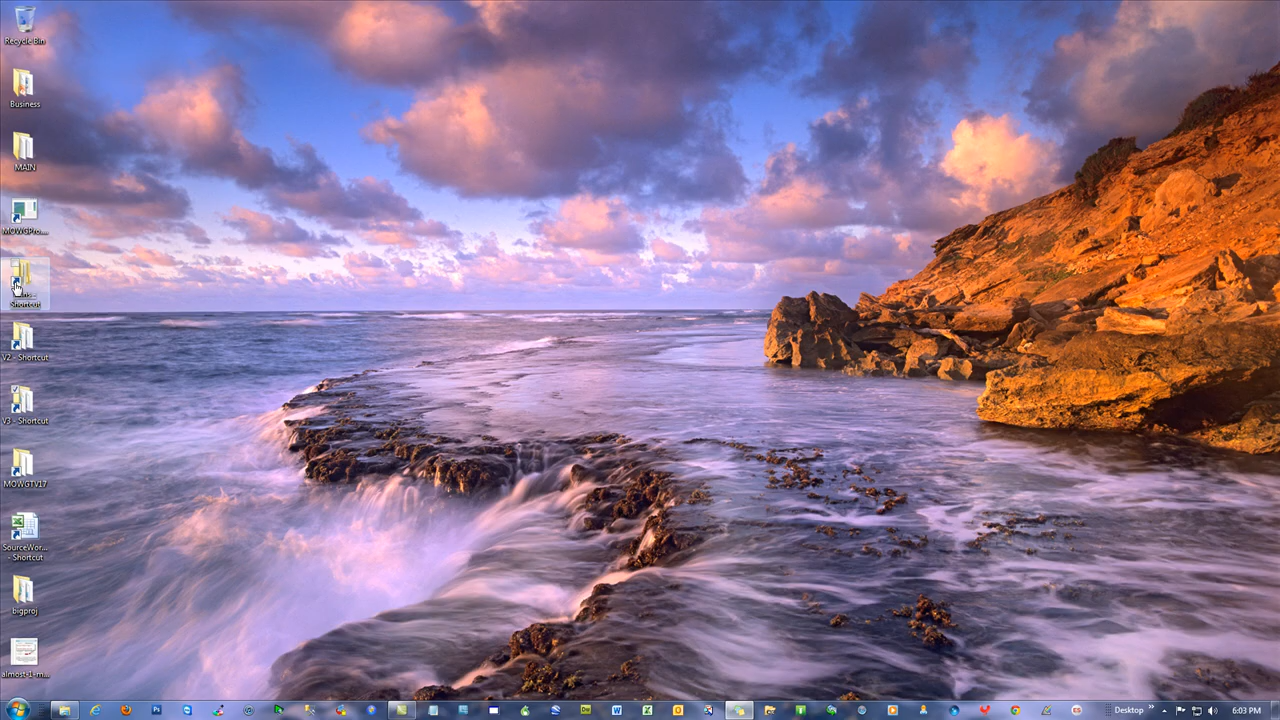 Recycle Bin
Business
MAIN
MOWGPro...
Shortcut
V2 - Shortcut
V3 - Shortcut
MOWGTV17
SourceWor...
- Shortcut
bigproj
almost-1-m...
Desktop
6:03 PM